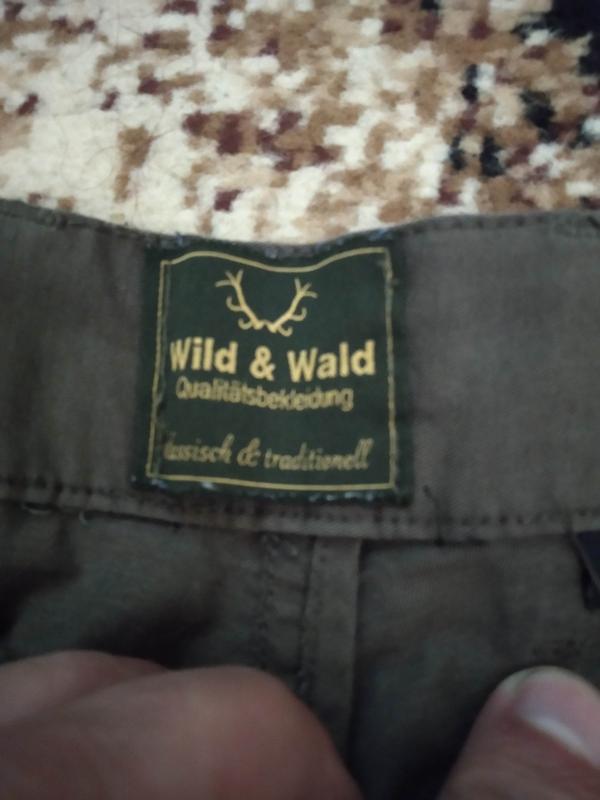 Wild & Wald
Qualitätsbekleidung
lassisch & traditionell